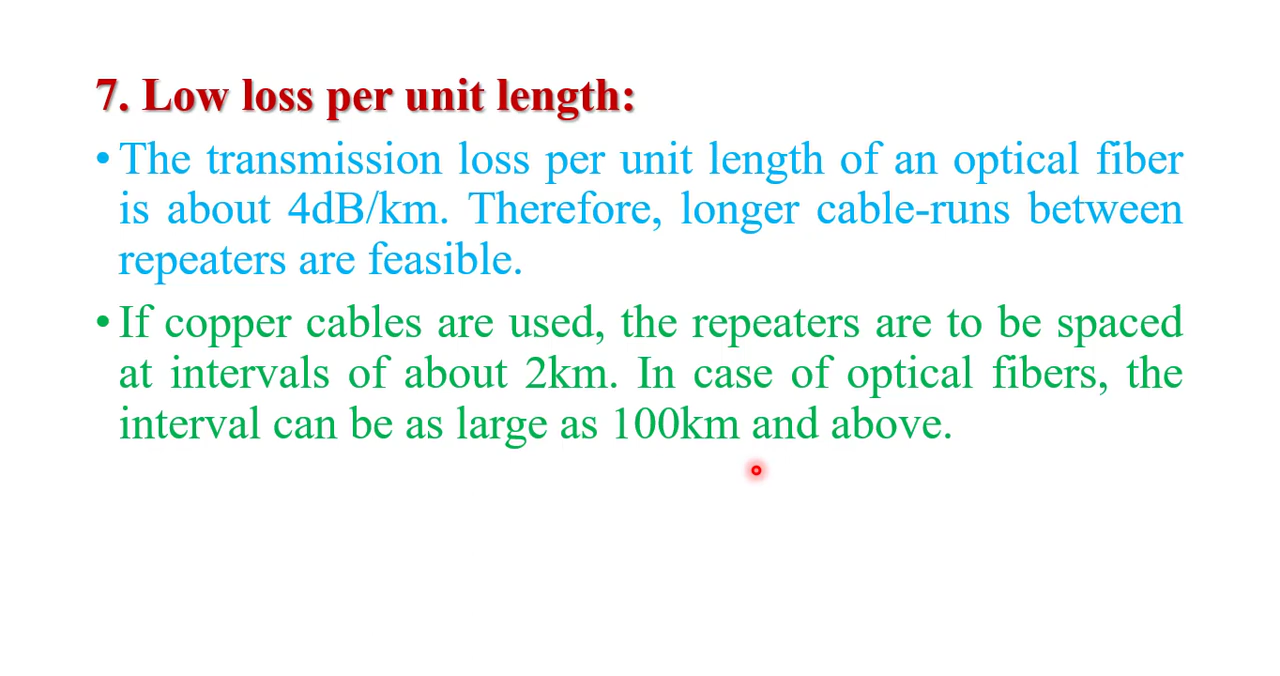 7. Low loss per unit length:
• The transmission loss per unit length of an optical fiber
is about 4dB/km. Therefore, longer cable-runs between
repeaters are feasible.
• If copper cables are used, the repeaters are to be spaced
at intervals of about 2km. In case of optical fibers, the
interval can be as large as 100km and above.